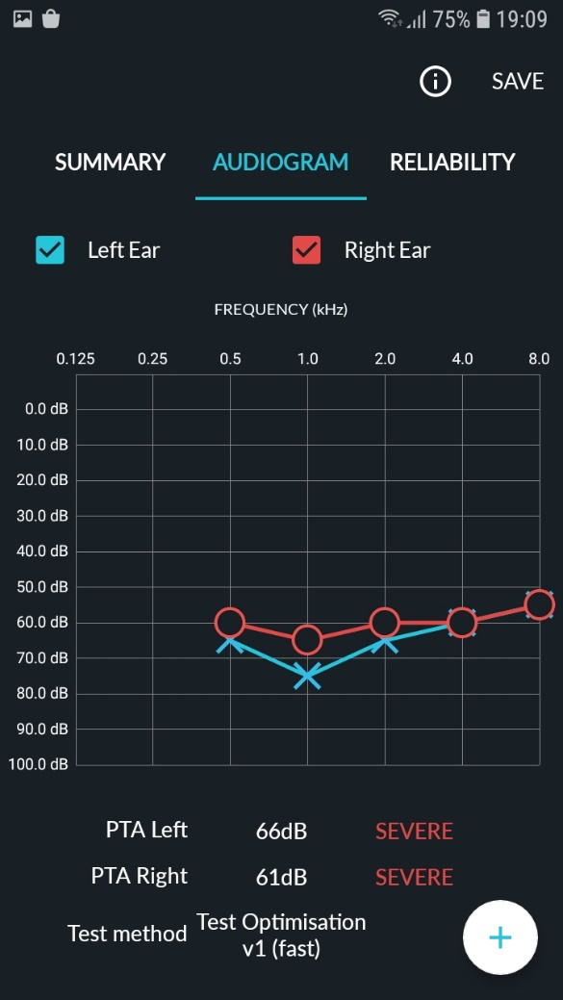 75% 19:09
SAVE
SUMMARY AUDIOGRAM RELIABILITY
Left Ear Right Ear
FREQUENCY (kHz)
0.125 0.25 0.5 1.0 2.0 4.0 8.0
0.0 dB
10.0 dB
20.0 dB
30.0 dB
40.0 dB
50.0 dB
60.0 dB
70.0 dB
80.0 dB
90.0 dB
100.0 dB
PTA Left 66dB SEVERE
PTA Right 61dB SEVERE
Test method Test Optimisation
v1 (fast)